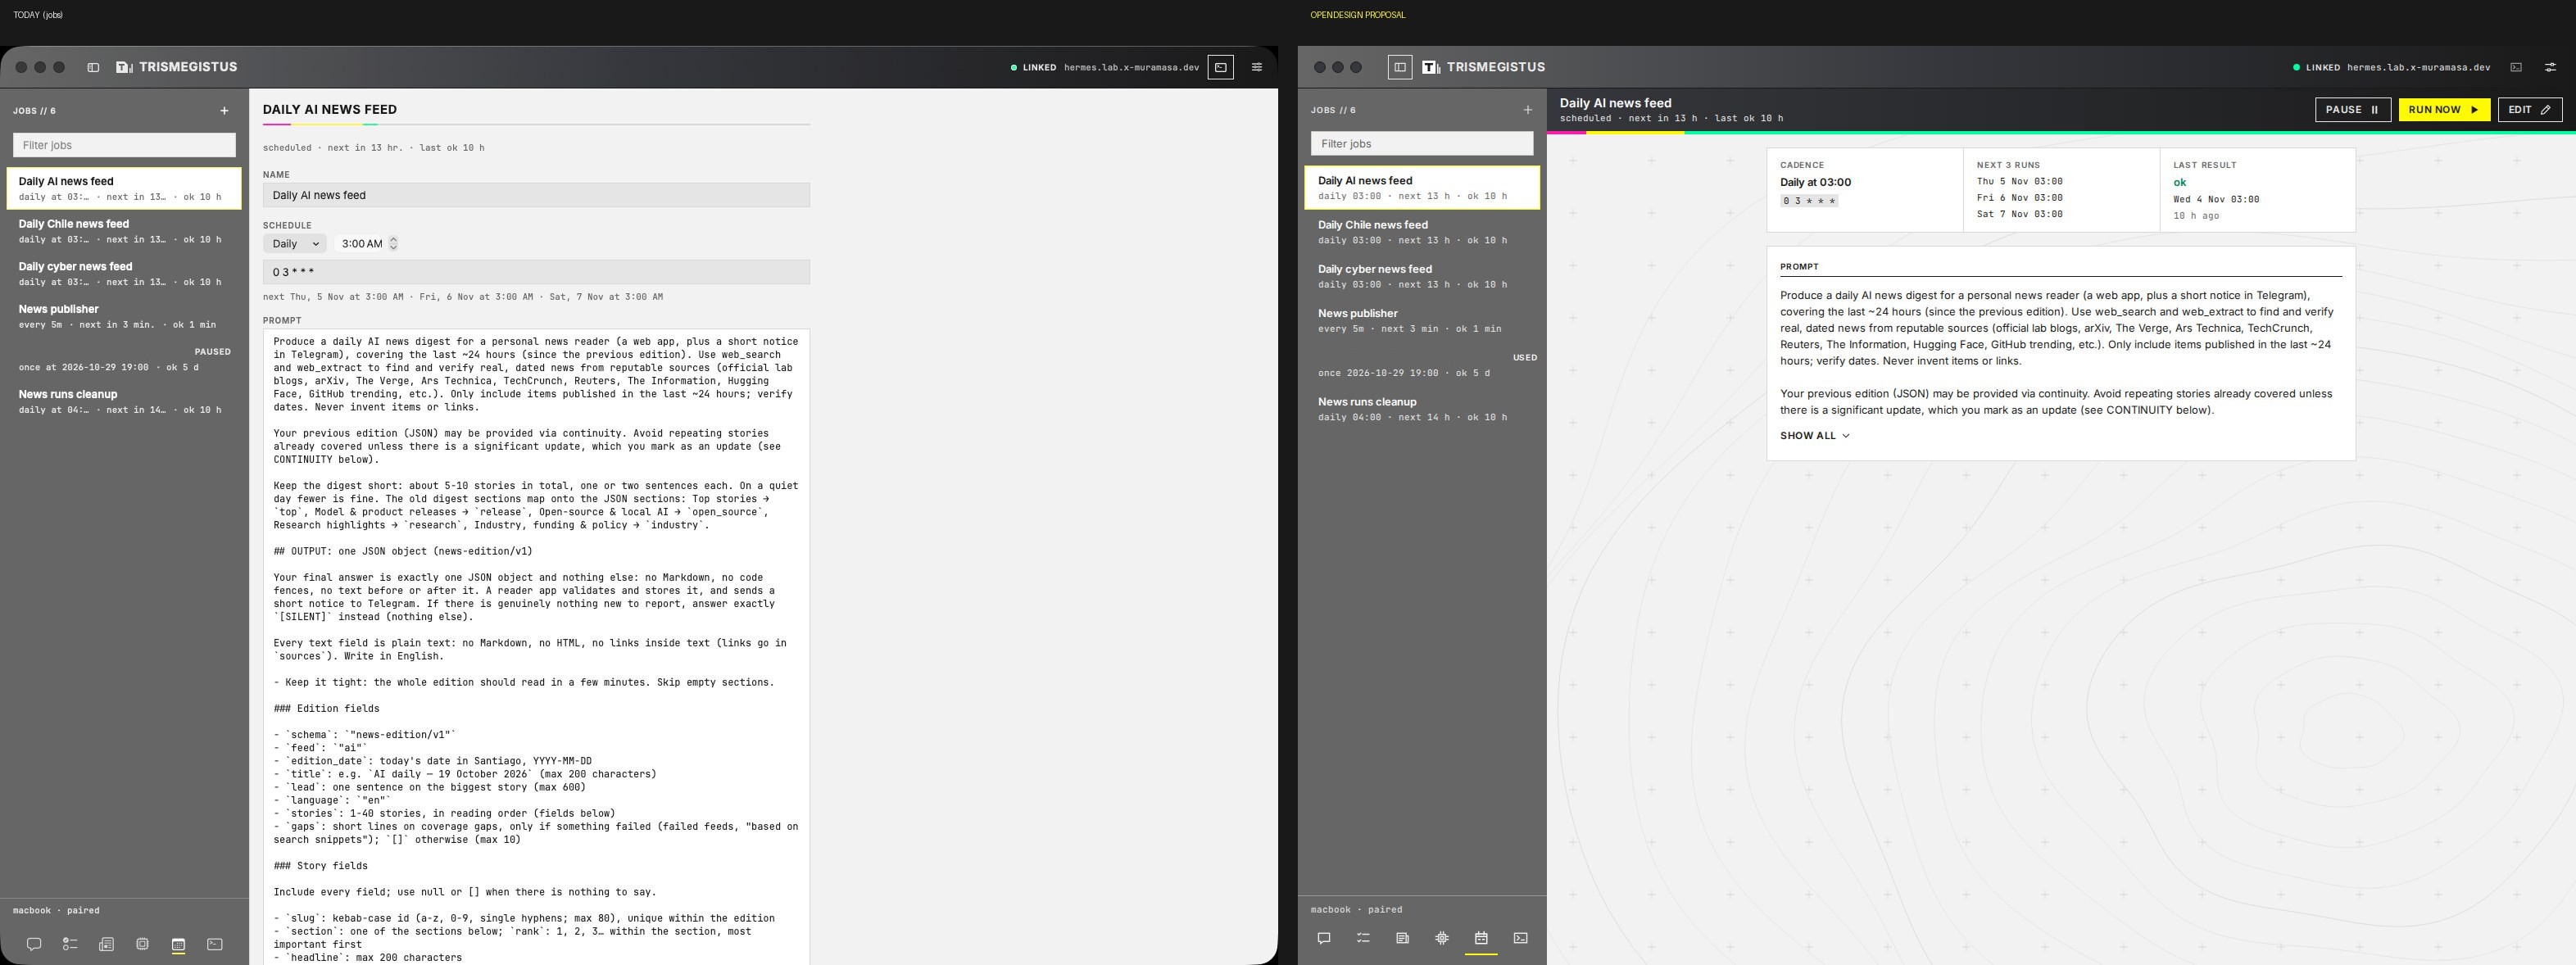 TODAY (jobs)
TRISMEGISTUS
LINKED hermes.lab.x-muramasa.dev
JOBS // 6
+
Filter jobs
Daily AI news feed
daily at 03:… · next in 13… · ok 10 h
Daily Chile news feed
daily at 03:… · next in 13… · ok 10 h
Daily cyber news feed
daily at 03:… · next in 13… · ok 10 h
News publisher
every 5m · next in 3 min. · ok 1 min
PAUSED
once at 2026-10-29 19:00 · ok 5 d
News runs cleanup
daily at 04:… · next in 14… · ok 10 h
macbook · paired
DAILY AI NEWS FEED
scheduled · next in 13 hr. · last ok 10 h
NAME
Daily AI news feed
SCHEDULE
Daily 3:00 AM
0 3 * * *
next Thu, 5 Nov at 3:00 AM · Fri, 6 Nov at 3:00 AM · Sat, 7 Nov at 3:00 AM
PROMPT
Produce a daily AI news digest for a personal news reader (a web app, plus a short notice
in Telegram), covering the last ~24 hours (since the previous edition). Use web_search
and web_extract to find and verify real, dated news from reputable sources (official lab
blogs, arXiv, The Verge, Ars Technica, TechCrunch, Reuters, The Information, Hugging
Face, GitHub trending, etc.). Only include items published in the last ~24 hours; verify
dates. Never invent items or links.
Your previous edition (JSON) may be provided via continuity. Avoid repeating stories
already covered unless there is a significant update, which you mark as an update (see
CONTINUITY below).
Keep the digest short: about 5-10 stories in total, one or two sentences each. On a quiet
day fewer is fine. The old digest sections map onto the JSON sections: Top stories →
`top`, Model & product releases → `release`, Open-source & local AI → `open_source`,
Research highlights → `research`, Industry, funding & policy → `industry`.
## OUTPUT: one JSON object (news-edition/v1)
Your final answer is exactly one JSON object and nothing else: no Markdown, no code
fences, no text before or after it. A reader app validates and stores it, and sends a
short notice to Telegram. If there is genuinely nothing new to report, answer exactly
`[SILENT]` instead (nothing else).
Every text field is plain text: no Markdown, no HTML, no links inside text (links go in
`sources`). Write in English.
- Keep it tight: the whole edition should read in a few minutes. Skip empty sections.
### Edition fields
- `schema`: `"news-edition/v1"`
- `feed`: `"ai"`
- `edition_date`: today's date in Santiago, YYYY-MM-DD
- `title`: e.g. `AI daily — 19 October 2026` (max 200 characters)
- `lead`: one sentence on the biggest story (max 600)
- `language`: `"en"`
- `stories`: 1-40 stories, in reading order (fields below)
- `gaps`: short lines on coverage gaps, only if something failed (failed feeds, "based on
search snippets"); `[]` otherwise (max 10)
### Story fields
Include every field; use null or [] when there is nothing to say.
- `slug`: kebab-case id (a-z, 0-9, single hyphens; max 80), unique within the edition
- `section`: one of the sections below; `rank`: 1, 2, 3… within the section, most
important first
- `headline`: max 200 characters
OPENDESIGN PROPOSAL
TRISMEGISTUS
LINKED hermes.lab.x-muramasa.dev
JOBS // 6
+
Filter jobs
Daily AI news feed
daily 03:00 · next 13 h · ok 10 h
Daily Chile news feed
daily 03:00 · next 13 h · ok 10 h
Daily cyber news feed
daily 03:00 · next 13 h · ok 10 h
News publisher
every 5m · next 3 min · ok 1 min
USED
once 2026-10-29 19:00 · ok 5 d
News runs cleanup
daily 04:00 · next 14 h · ok 10 h
macbook · paired
Daily AI news feed
scheduled · next in 13 h · last ok 10 h
PAUSE
RUN NOW
EDIT
CADENCE
Daily at 03:00
0 3 * * *
NEXT 3 RUNS
Thu 5 Nov 03:00
Fri 6 Nov 03:00
Sat 7 Nov 03:00
LAST RESULT
ok
Wed 4 Nov 03:00
10 h ago
PROMPT
Produce a daily AI news digest for a personal news reader (a web app, plus a short notice in Telegram),
covering the last ~24 hours (since the previous edition). Use web_search and web_extract to find and verify
real, dated news from reputable sources (official lab blogs, arXiv, The Verge, Ars Technica, TechCrunch,
Reuters, The Information, Hugging Face, GitHub trending, etc.). Only include items published in the last ~24
hours; verify dates. Never invent items or links.
Your previous edition (JSON) may be provided via continuity. Avoid repeating stories already covered unless
there is a significant update, which you mark as an update (see CONTINUITY below).
SHOW ALL